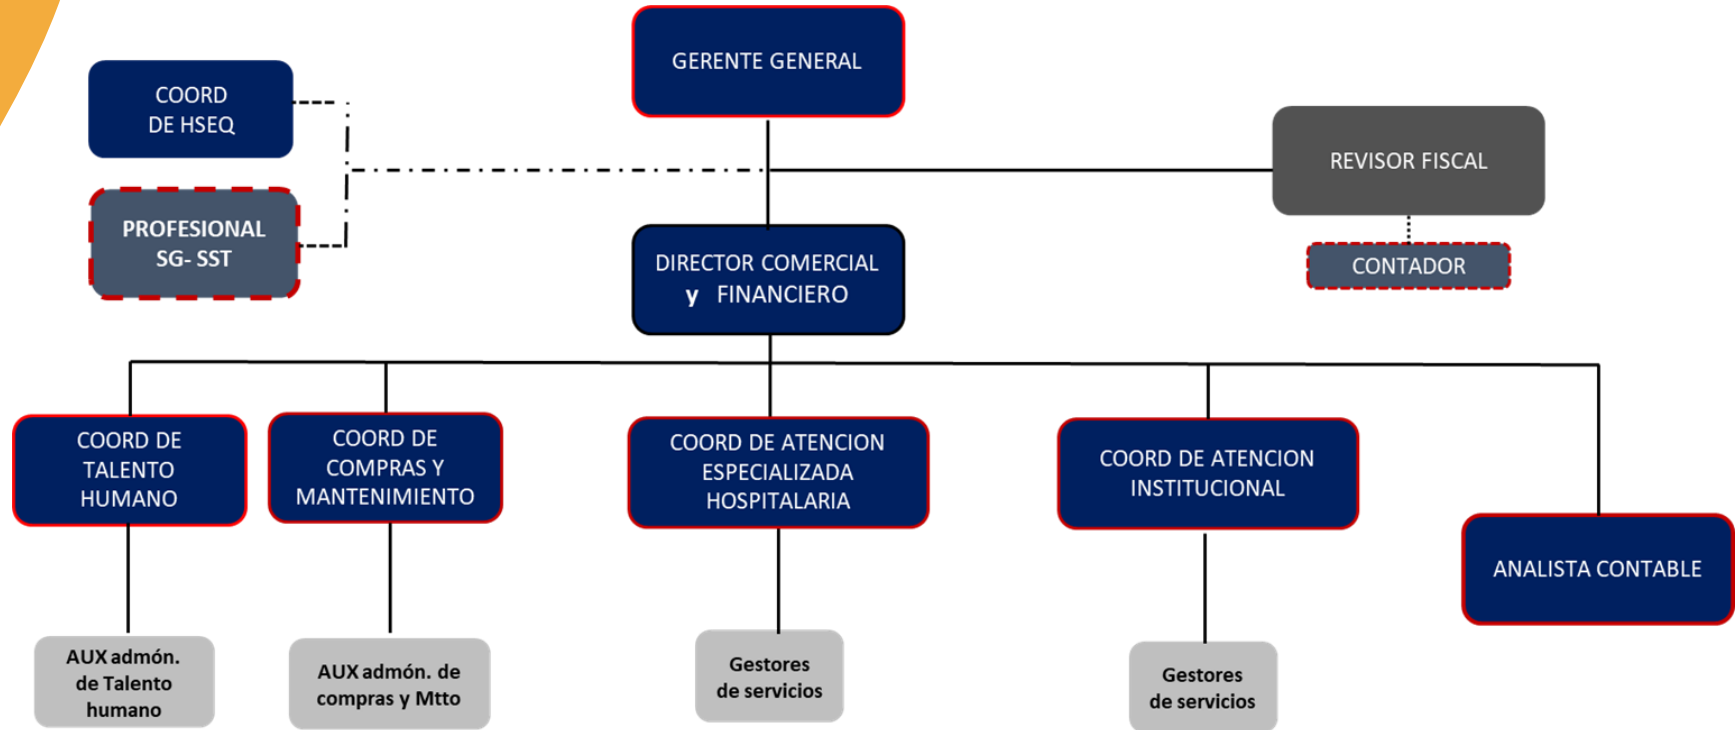 GERENTE GENERAL
COORD
DE HSEQ
REVISOR FISCAL
PROFESIONAL
SG- SST
DIRECTOR COMERCIAL
y FINANCIERO
CONTADOR
COORD DE
TALENTO
HUMANO
COORD DE
COMPRAS Y
MANTENIMIENTO
COORD DE ATENCION
ESPECIALIZADA
HOSPITALARIA
COORD DE ATENCION
INSTITUCIONAL
ANALISTA CONTABLE
AUX admón.
de Talento
humano
AUX admón. de
compras y Mtto
Gestores
de servicios
Gestores
de servicios